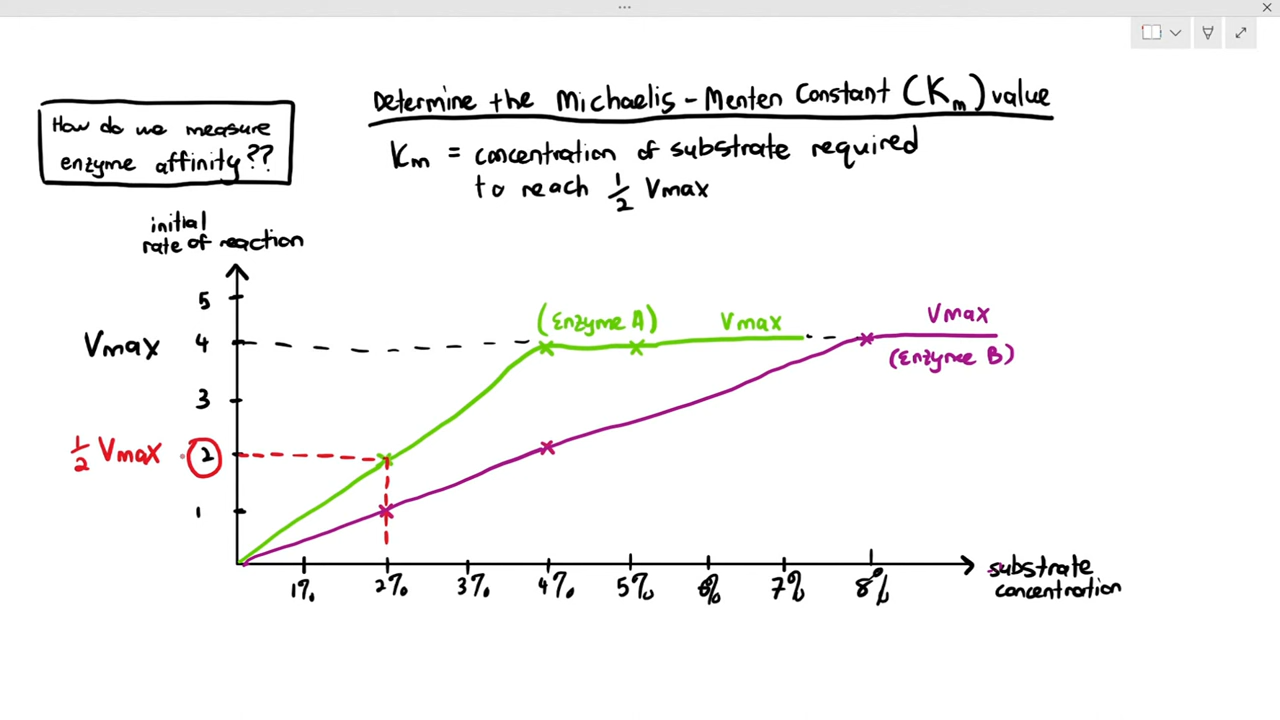 Determine the Michaelis-Menten Constant (Km) value
How do we measure
enzyme affinity??
Km = concentration of substrate required
to reach 1/2 Vmax
initial
rate of reaction
5
(Enzyme A)
Vmax
Vmax
Vmax 4
(Enzyme B)
3
1/2 Vmax 2
1
1% 2% 3% 4% 5% 6% 7% 8%
substrate
concentration